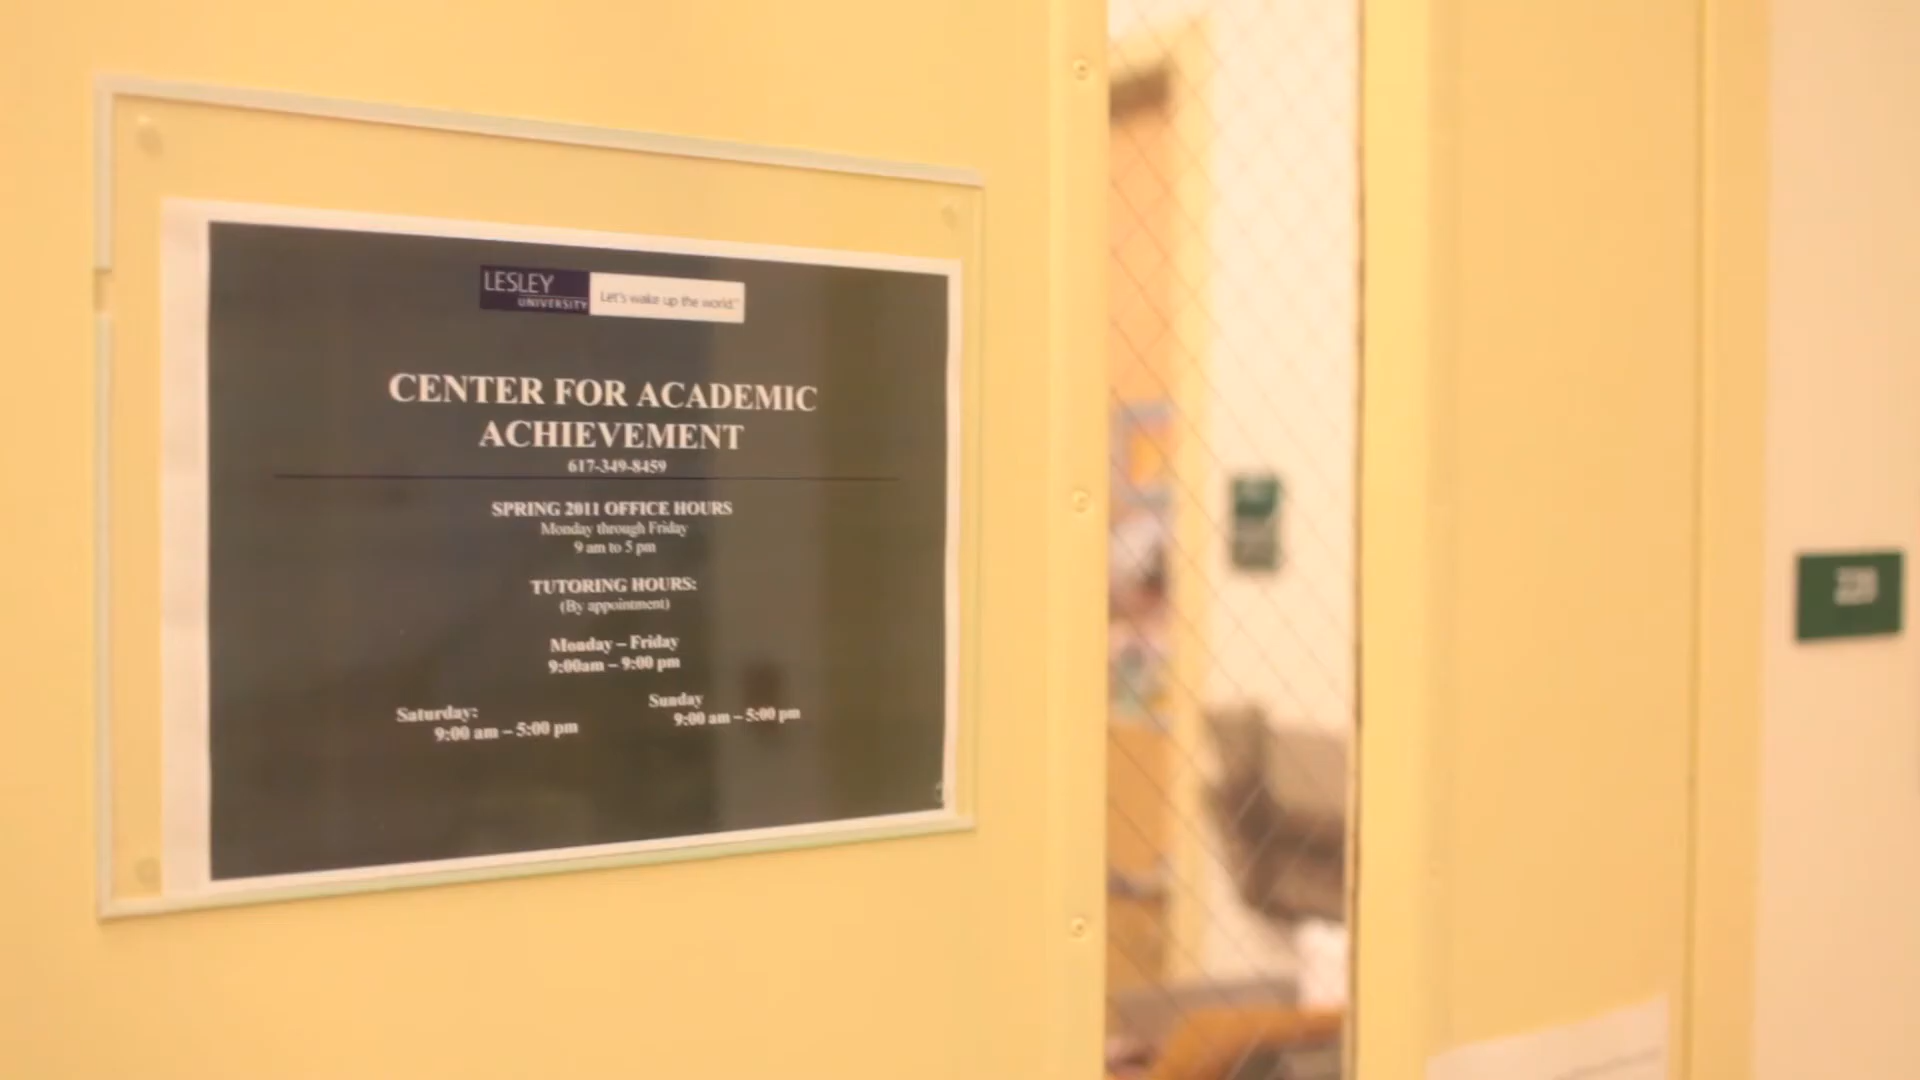 LESLEY
UNIVERSITY
Let's wake up the world.
CENTER FOR ACADEMIC
ACHIEVEMENT
617-349-8459
SPRING 2011 OFFICE HOURS
Monday through Friday
9 am to 5 pm
TUTORING HOURS:
(By appointment)
Monday – Friday
9:00am – 9:00 pm
Saturday:
9:00 am – 5:00 pm
Sunday
9:00 am – 5:00 pm